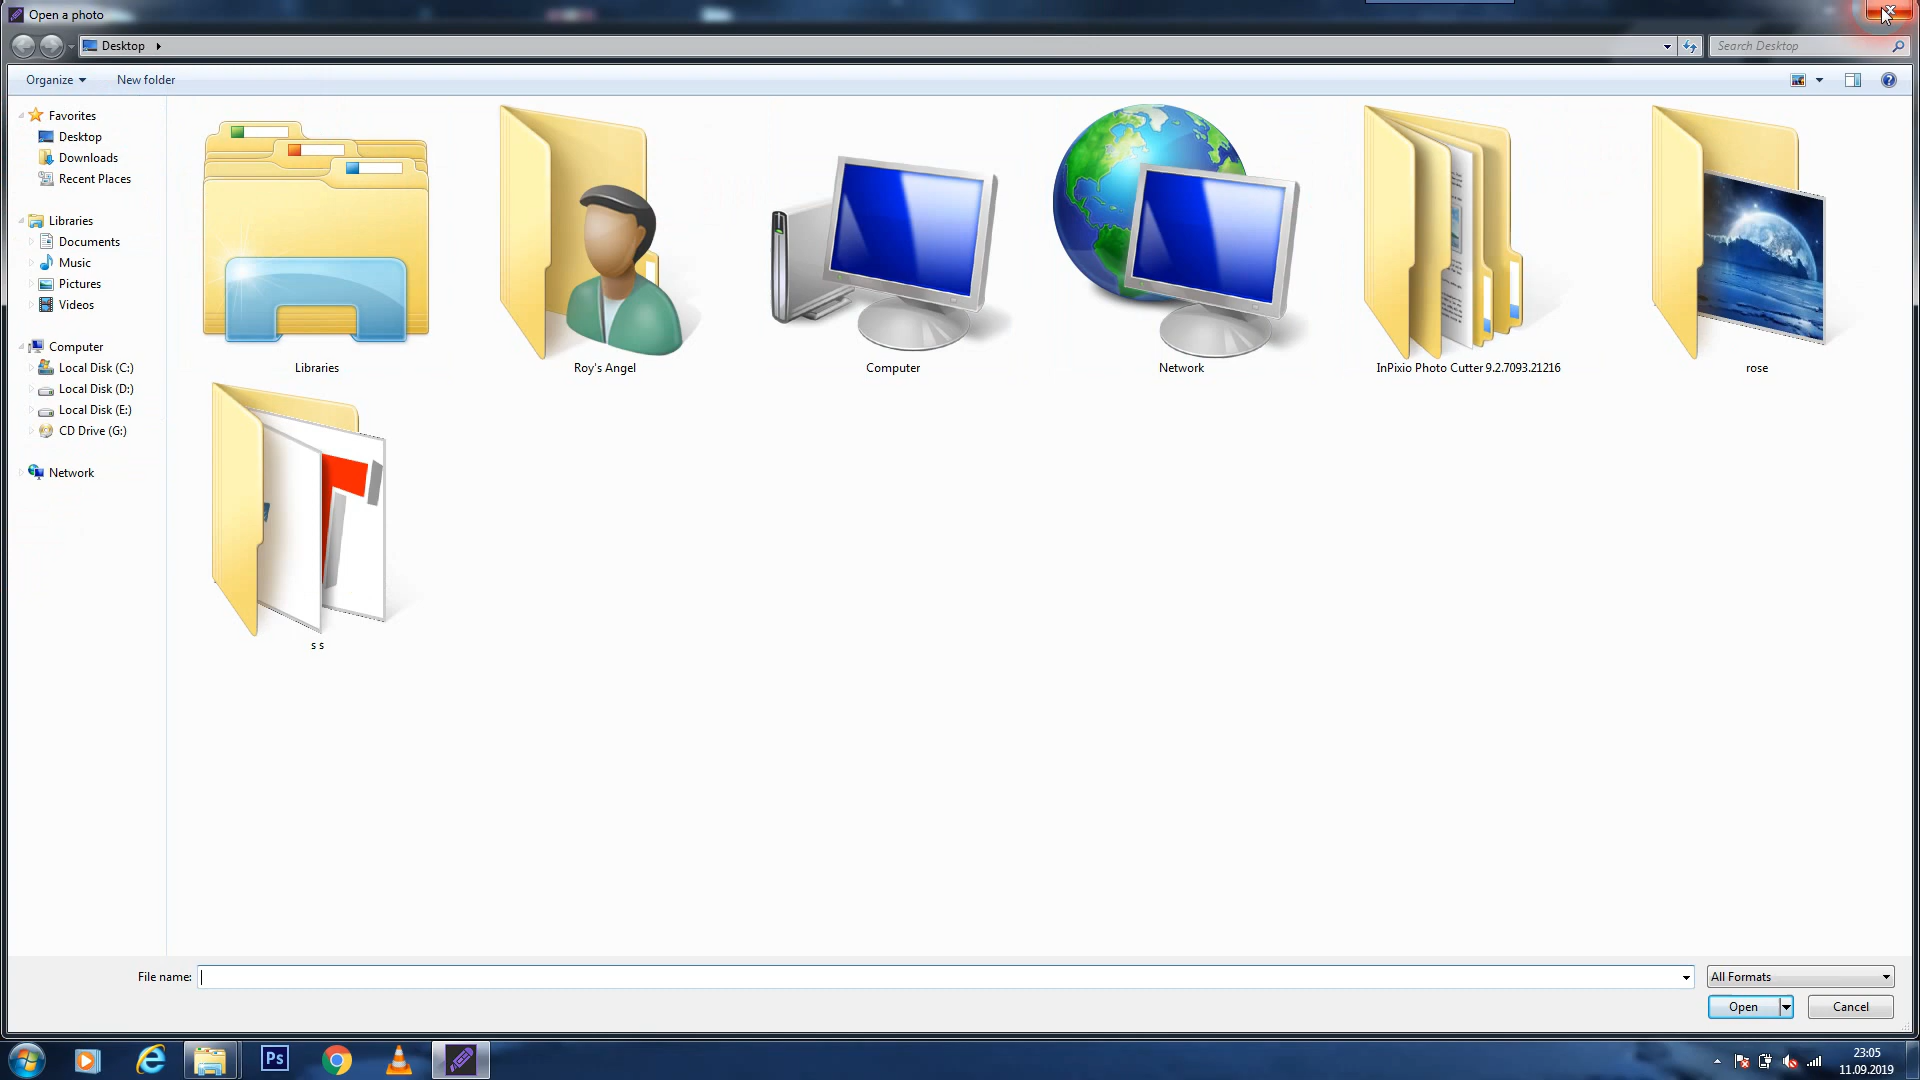 Open a photo
Desktop
Search Desktop
Organize
New folder
Favorites
Desktop
Downloads
Recent Places
Libraries
Documents
Music
Pictures
Videos
Computer
Local Disk (C:)
Local Disk (D:)
Local Disk (E:)
CD Drive (G:)
Network
Libraries
Roy's Angel
Computer
Network
InPixio Photo Cutter 9.2.7093.21216
rose
s s
File name:
All Formats
Open
Cancel
Ps
23:05
11.09.2019